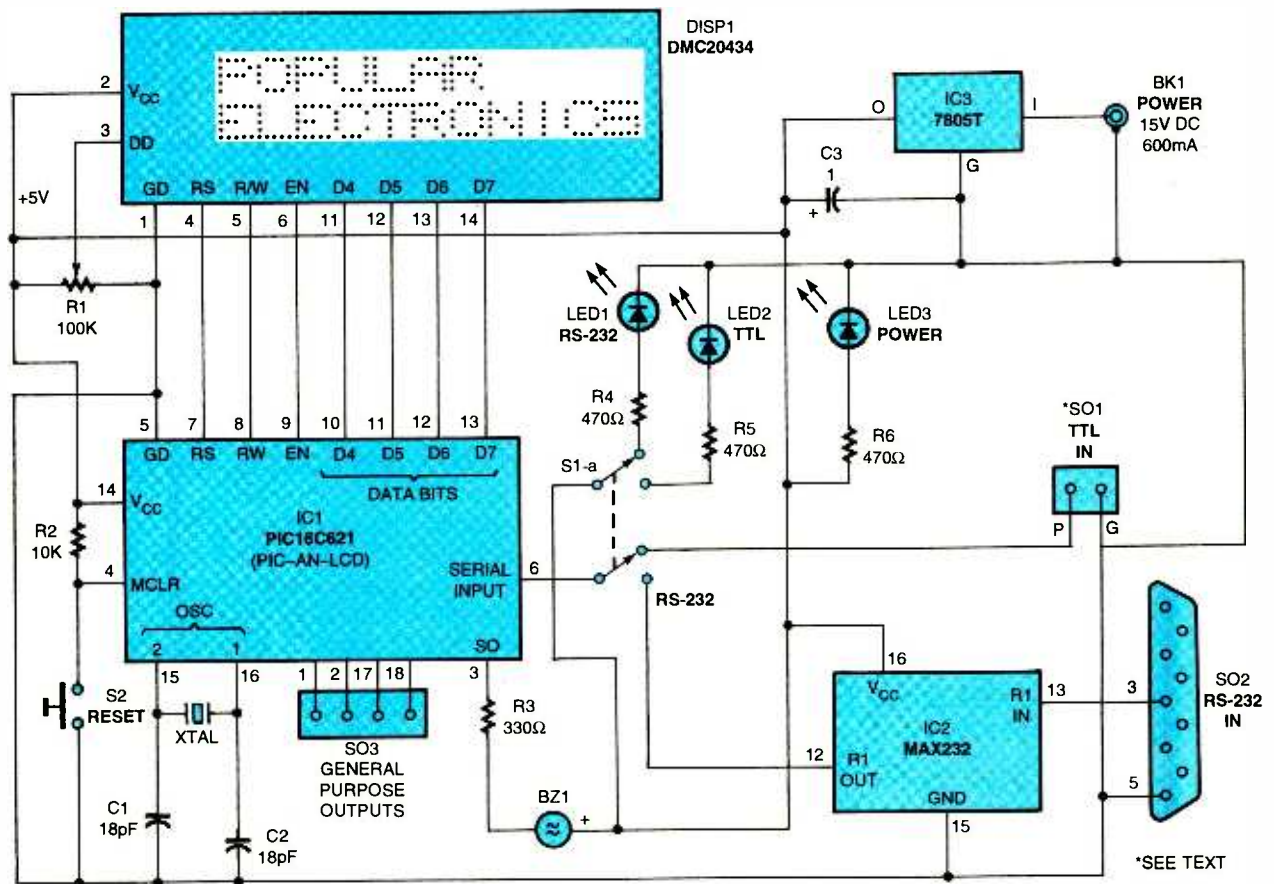 DISP1
DMC20434
POPULAR
ELECTRONICS
2
VCC
3
DD
GD RS R/W EN D4 D5 D6 D7
1 4 5 6 11 12 13 14
+5V
R1
100K
O
IC3
7805T
I
G
BK1
POWER
15V DC
600mA
C3
1
+
LED1
RS-232
LED2
TTL
LED3
POWER
R4
470Ω
R5
470Ω
R6
470Ω
S1-a
*SO1
TTL
IN
P G
5 7 8 9 10 11 12 13
GD RS RW EN D4 D5 D6 D7
DATA BITS
14
VCC
IC1
PIC16C621
(PIC-AN-LCD)
R2
10K
4
MCLR
SERIAL
INPUT
6
RS-232
OSC
2 1
SO
15 16
1 2 17 18
3
S2
RESET
XTAL
R3
330Ω
SO3
GENERAL
PURPOSE
OUTPUTS
C1
18pF
C2
18pF
BZ1
+
16
VCC
R1
IN
13
3
IC2
MAX232
12
R1
OUT
GND
15
5
SO2
RS-232
IN
*SEE TEXT